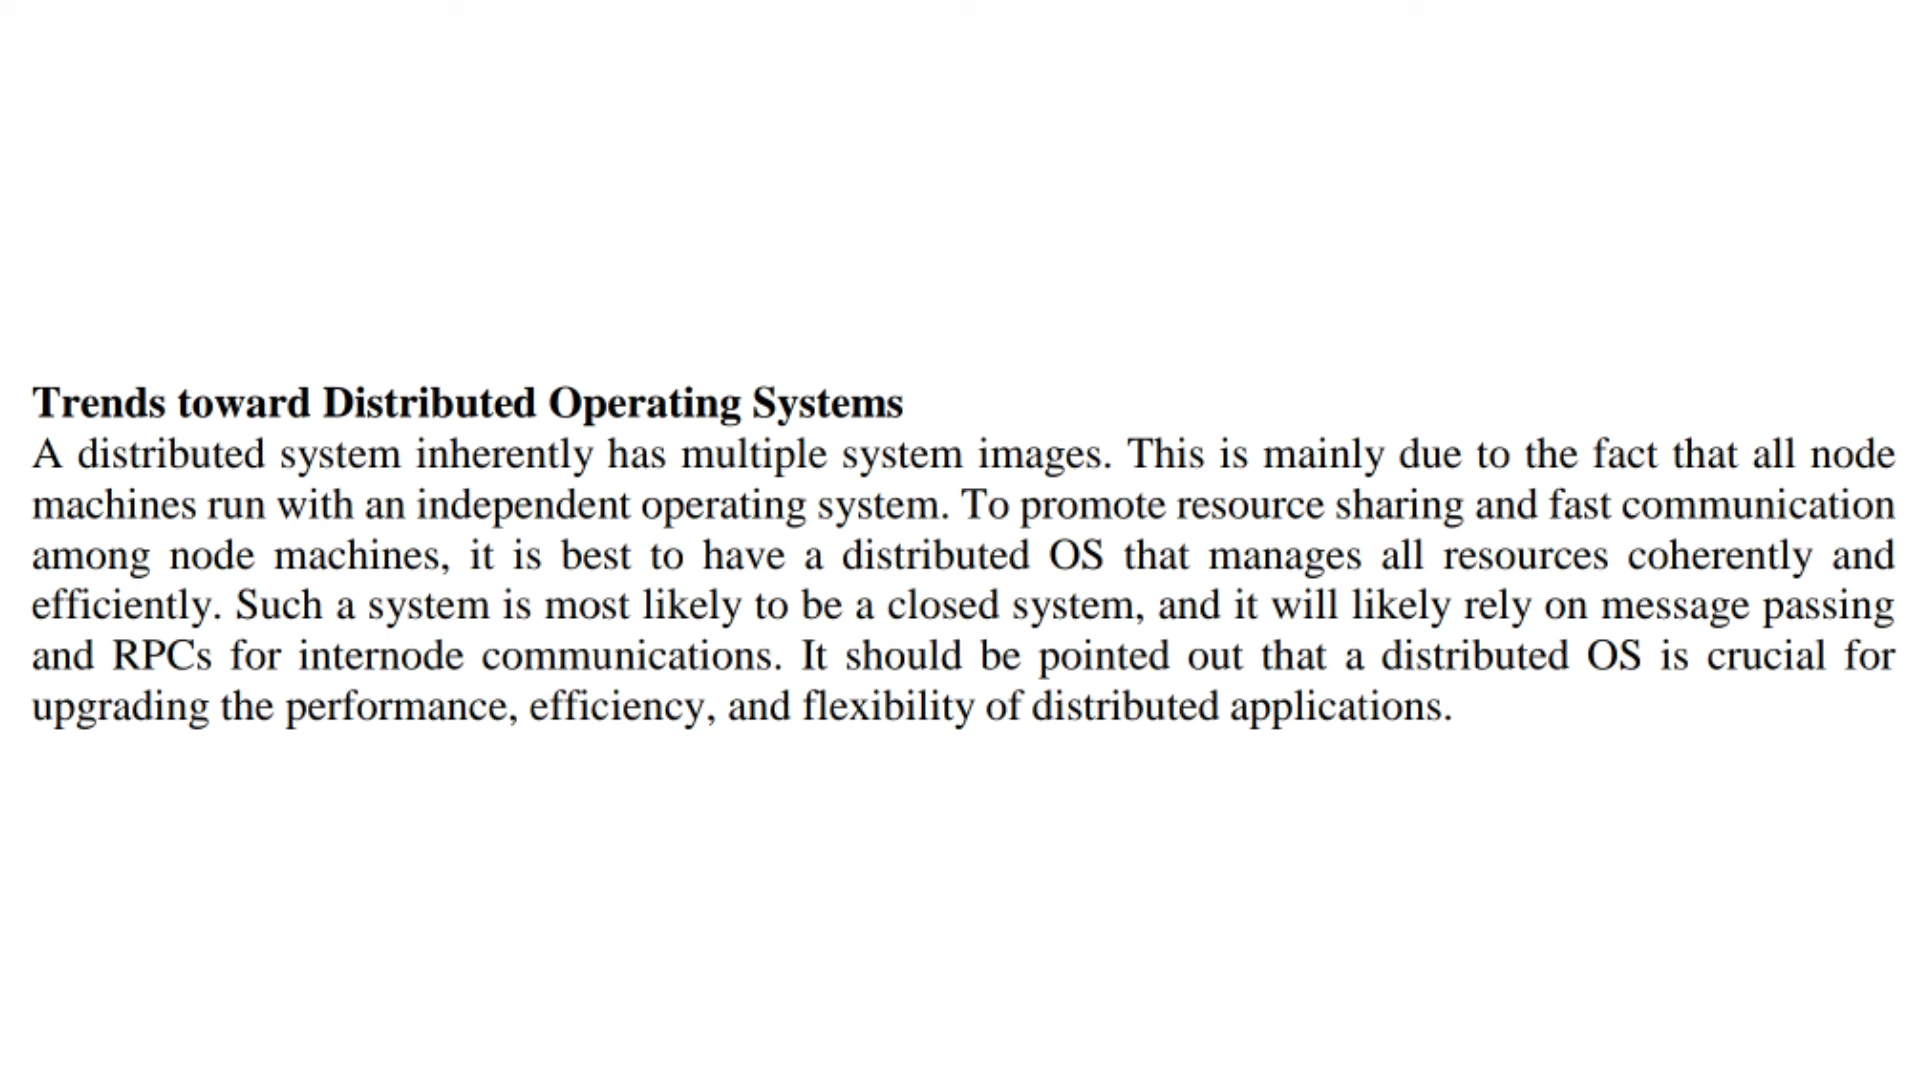 Trends toward Distributed Operating Systems
A distributed system inherently has multiple system images. This is mainly due to the fact that all node
machines run with an independent operating system. To promote resource sharing and fast communication
among node machines, it is best to have a distributed OS that manages all resources coherently and
efficiently. Such a system is most likely to be a closed system, and it will likely rely on message passing
and RPCs for internode communications. It should be pointed out that a distributed OS is crucial for
upgrading the performance, efficiency, and flexibility of distributed applications.